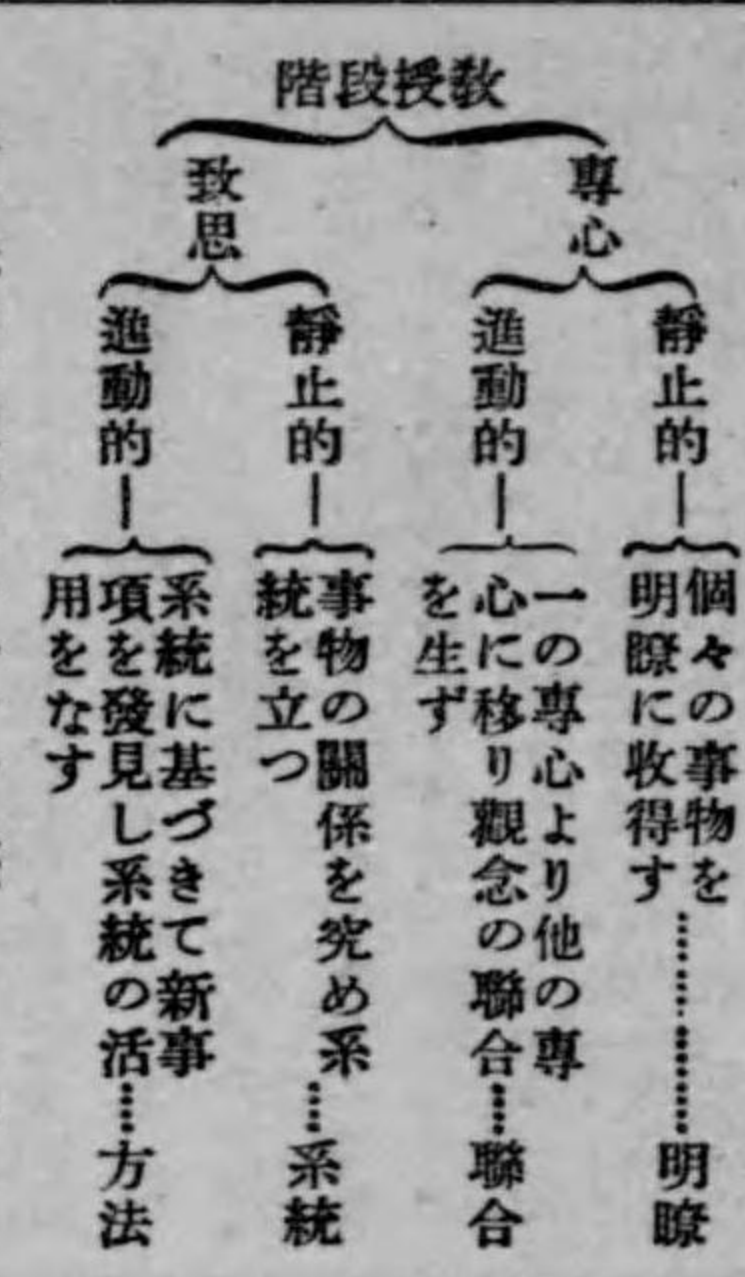 教授段階
專心
靜止的
個々の事物を
明瞭に收得す
明瞭
進動的
一の專心より他の專
心に移り觀念の聯合
を生ず
聯合
致思
靜止的
事物の關係を究め系
統を立つ
系統
進動的
系統に基づきて新事
項を發見し系統の活
用をなす
方法